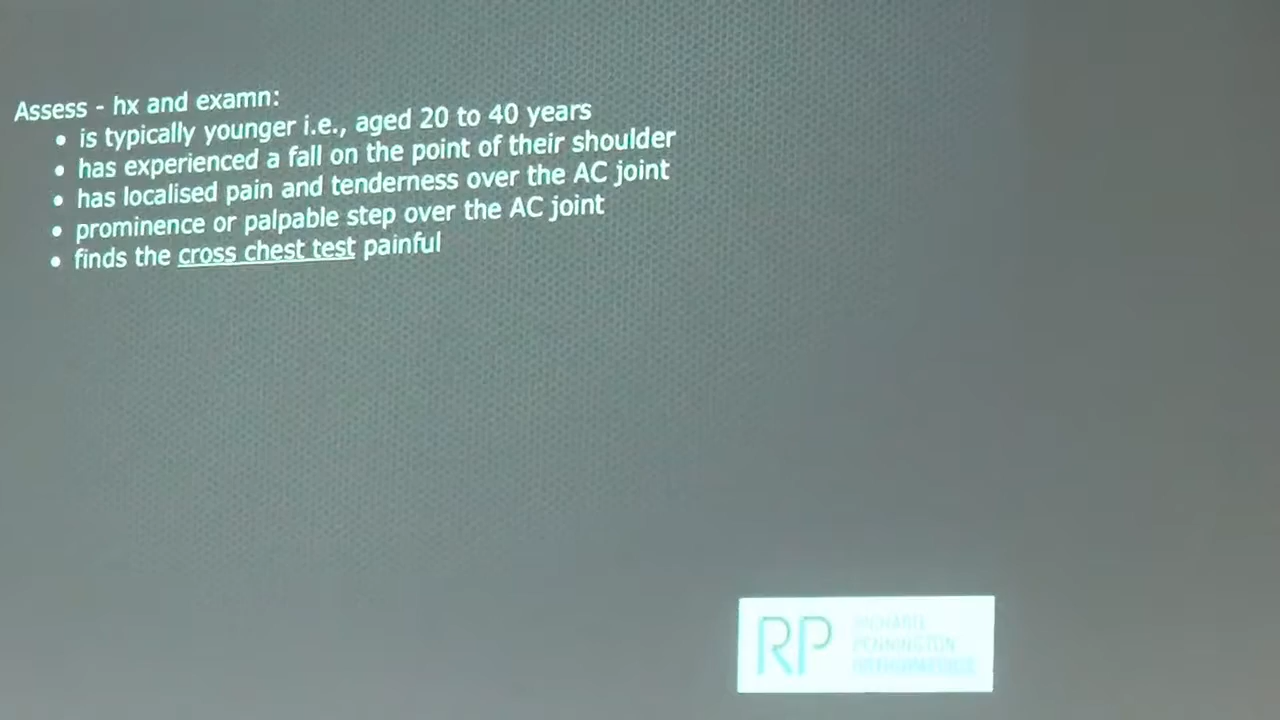 Assess - hx and examn:
• is typically younger i.e., aged 20 to 40 years
• has experienced a fall on the point of their shoulder
• has localised pain and tenderness over the AC joint
• prominence or palpable step over the AC joint
• finds the cross chest test painful
RP
PENNINGTON